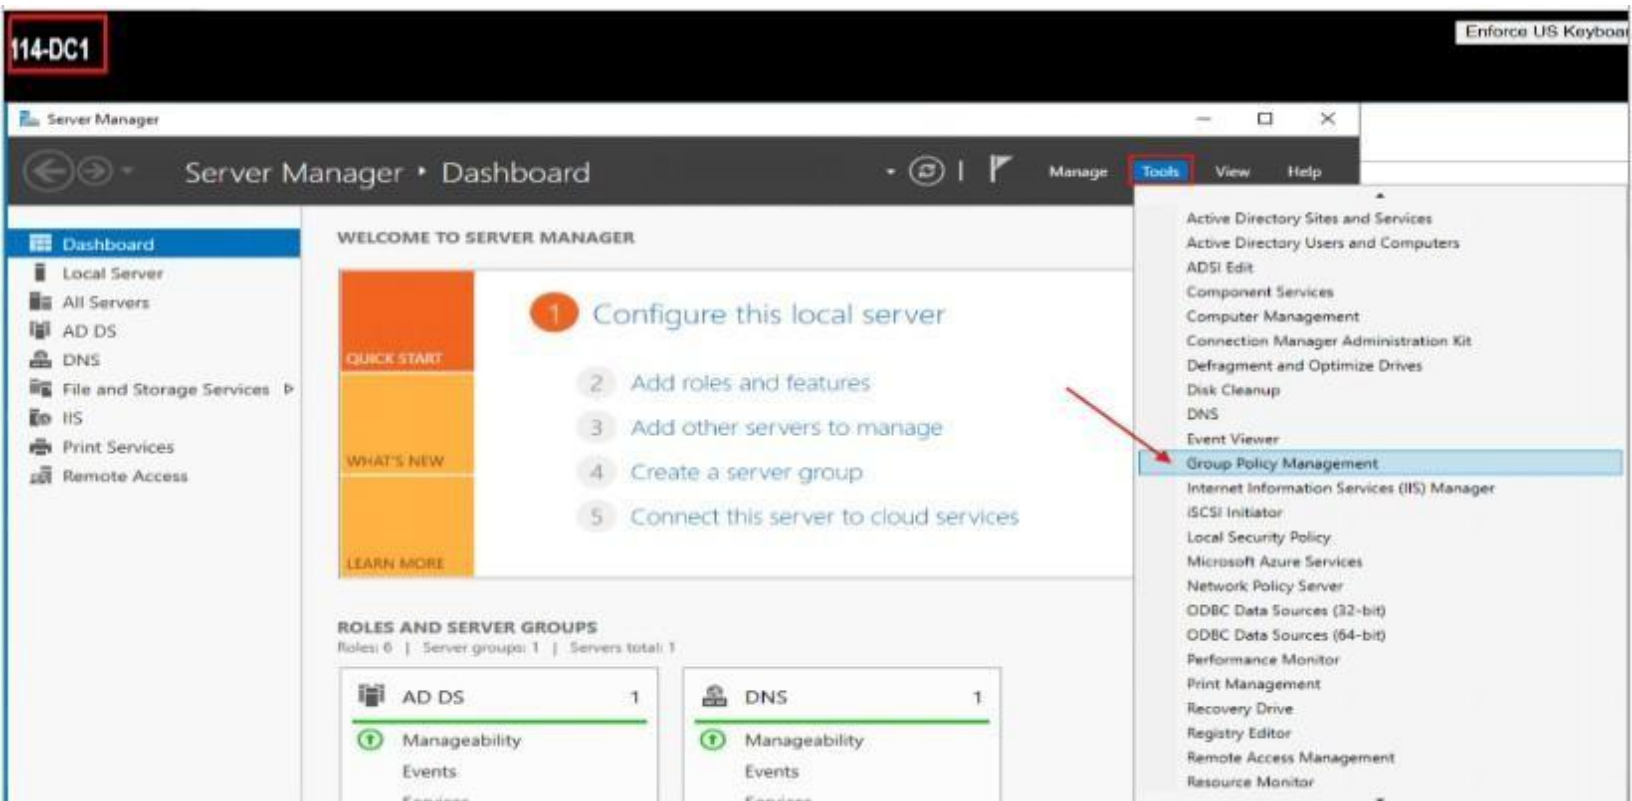 114-DC1
Enforce US Keyboar
Server Manager
Server Manager • Dashboard
Manage Tools View Help
Dashboard
Local Server
All Servers
AD DS
DNS
File and Storage Services
IIS
Print Services
Remote Access
WELCOME TO SERVER MANAGER
QUICK START
WHAT'S NEW
LEARN MORE
1 Configure this local server
2 Add roles and features
3 Add other servers to manage
4 Create a server group
5 Connect this server to cloud services
ROLES AND SERVER GROUPS
Roles: 6 | Server groups: 1 | Servers total: 1
AD DS 1
Manageability
Events
Services
DNS 1
Manageability
Events
Services
Active Directory Sites and Services
Active Directory Users and Computers
ADSI Edit
Component Services
Computer Management
Connection Manager Administration Kit
Defragment and Optimize Drives
Disk Cleanup
DNS
Event Viewer
Group Policy Management
Internet Information Services (IIS) Manager
iSCSI Initiator
Local Security Policy
Microsoft Azure Services
Network Policy Server
ODBC Data Sources (32-bit)
ODBC Data Sources (64-bit)
Performance Monitor
Print Management
Recovery Drive
Registry Editor
Remote Access Management
Resource Monitor